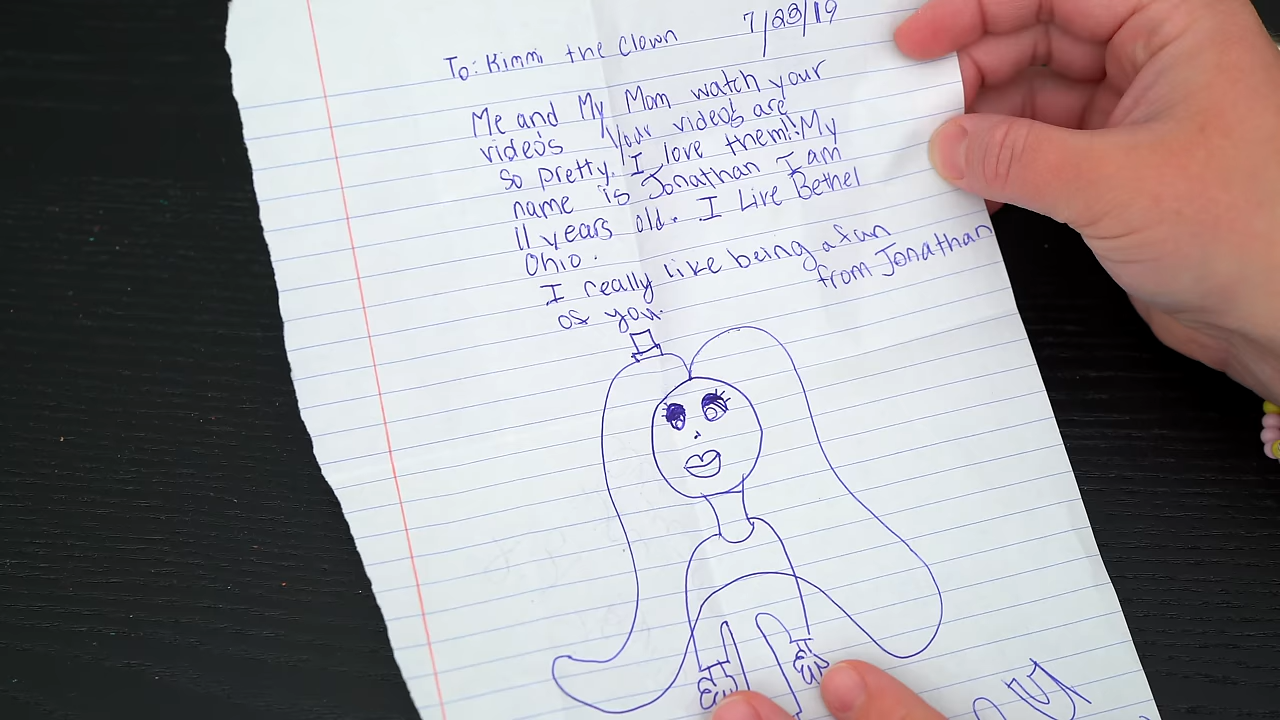 7/23/19
To: Kimmi the Clown
Me and My Mom watch your
video's Your video's are
so pretty. I love them!! My
name is Jonathan I am
11 years old. I Live Bethel
Ohio.
I really like being a fan
of you.
from Jonathan